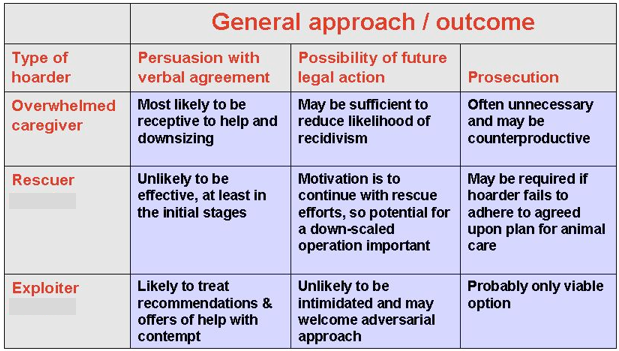 General approach / outcome
Type of
hoarder
Persuasion with
verbal agreement
Possibility of future
legal action
Prosecution
Overwhelmed
caregiver
Most likely to be
receptive to help and
downsizing
May be sufficient to
reduce likelihood of
recidivism
Often unnecessary
and may be
counterproductive
Rescuer
Unlikely to be
effective, at least in
the initial stages
Motivation is to
continue with rescue
efforts, so potential for
a down-scaled
operation important
May be required if
hoarder fails to
adhere to agreed
upon plan for animal
care
Exploiter
Likely to treat
recommendations &
offers of help with
contempt
Unlikely to be
intimidated and may
welcome adversarial
approach
Probably only viable
option